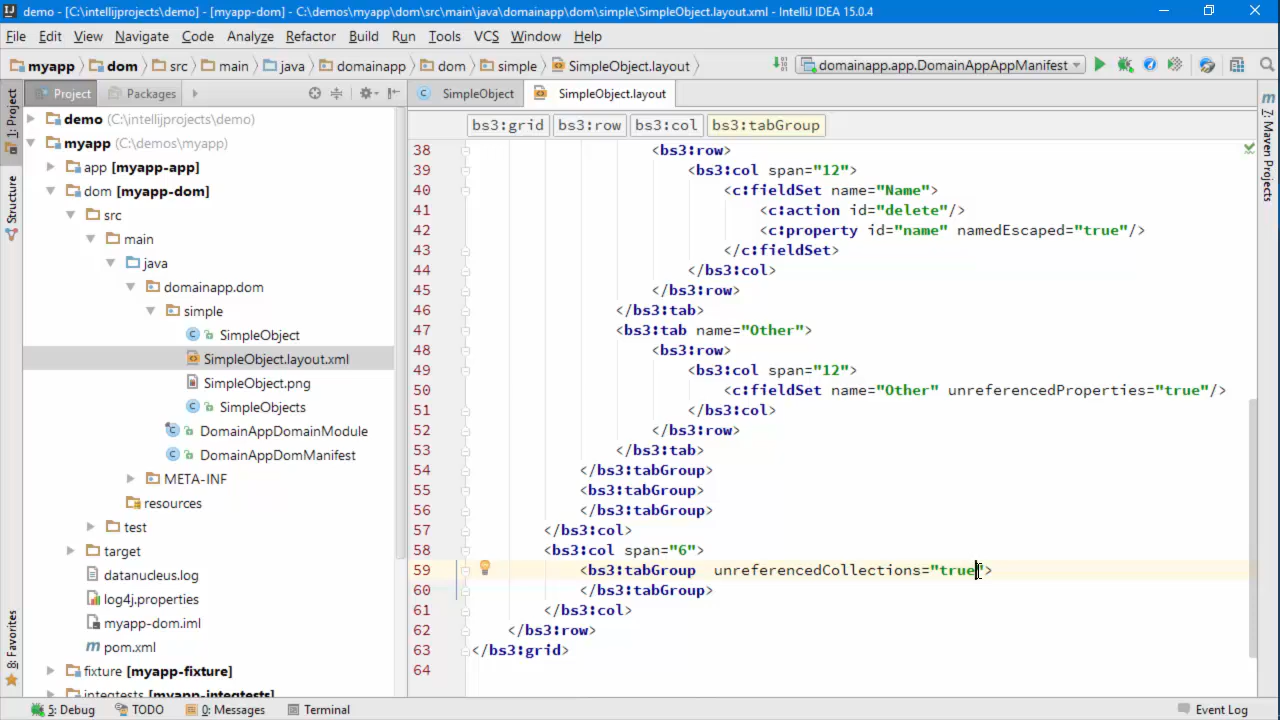 demo - [C:\intellijprojects\demo] - [myapp-dom] - C:\demos\myapp\dom\src\main\java\domainapp\dom\simple\SimpleObject.layout.xml - IntelliJ IDEA 15.0.4
File Edit View Navigate Code Analyze Refactor Build Run Tools VCS Window Help
myapp dom src main java domainapp dom simple SimpleObject.layout.xml domainapp.app.DomainAppAppManifest
1: Project
Structure
8: Favorites
Project Packages
demo (C:\intellijprojects\demo)
myapp (C:\demos\myapp)
app [myapp-app]
dom [myapp-dom]
src
main
java
domainapp.dom
simple
SimpleObject
SimpleObject.layout.xml
SimpleObject.png
SimpleObjects
DomainAppDomainModule
DomainAppDomManifest
META-INF
resources
test
target
datanucleus.log
log4j.properties
myapp-dom.iml
pom.xml
fixture [myapp-fixture]
integtests [myapp-integtests]
SimpleObject SimpleObject.layout.xml
bs3:grid bs3:row bs3:col bs3:tabGroup
38 <bs3:row>
39 <bs3:col span="12">
40 <c:fieldSet name="Name">
41 <c:action id="delete"/>
42 <c:property id="name" namedEscaped="true"/>
43 </c:fieldSet>
44 </bs3:col>
45 </bs3:row>
46 </bs3:tab>
47 <bs3:tab name="Other">
48 <bs3:row>
49 <bs3:col span="12">
50 <c:fieldSet name="Other" unreferencedProperties="true"/>
51 </bs3:col>
52 </bs3:row>
53 </bs3:tab>
54 </bs3:tabGroup>
55 <bs3:tabGroup>
56 </bs3:tabGroup>
57 </bs3:col>
58 <bs3:col span="6">
59 <bs3:tabGroup  unreferencedCollections="true">
60 </bs3:tabGroup>
61 </bs3:col>
62 </bs3:row>
63 </bs3:grid>
64
Maven Projects
5: Debug TODO 0: Messages Terminal Event Log